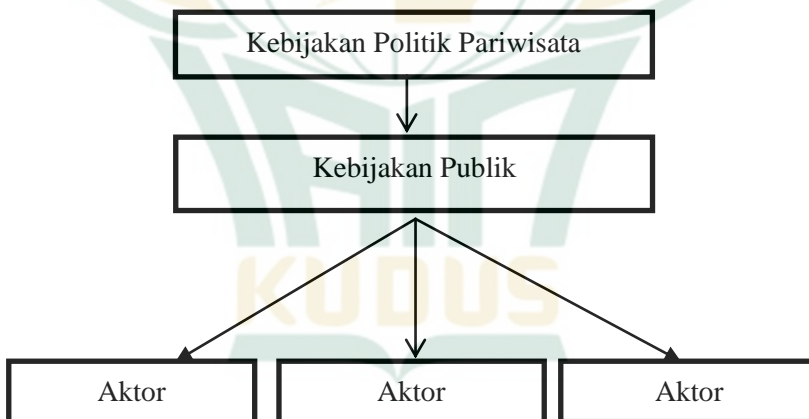 Kebijakan Politik Pariwisata
Kebijakan Publik
KUDUS
Aktor
Aktor
Aktor